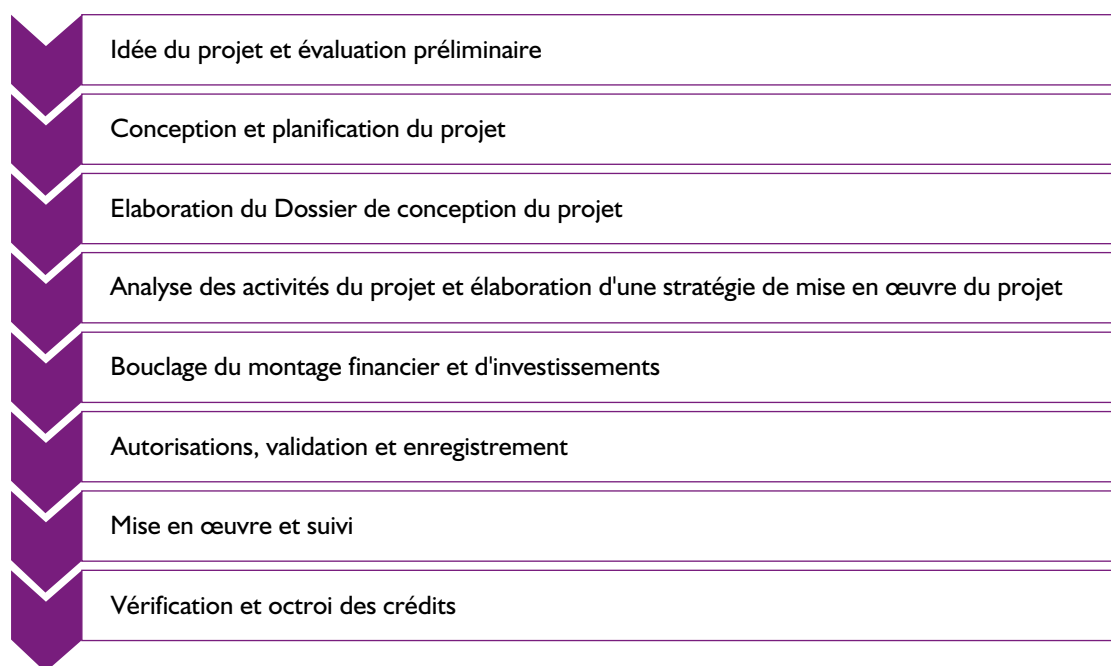 Idée du projet et évaluation préliminaire
Conception et planification du projet
Elaboration du Dossier de conception du projet
Analyse des activités du projet et élaboration d'une stratégie de mise en œuvre du projet
Bouclage du montage financier et d'investissements
Autorisations, validation et enregistrement
Mise en œuvre et suivi
Vérification et octroi des crédits